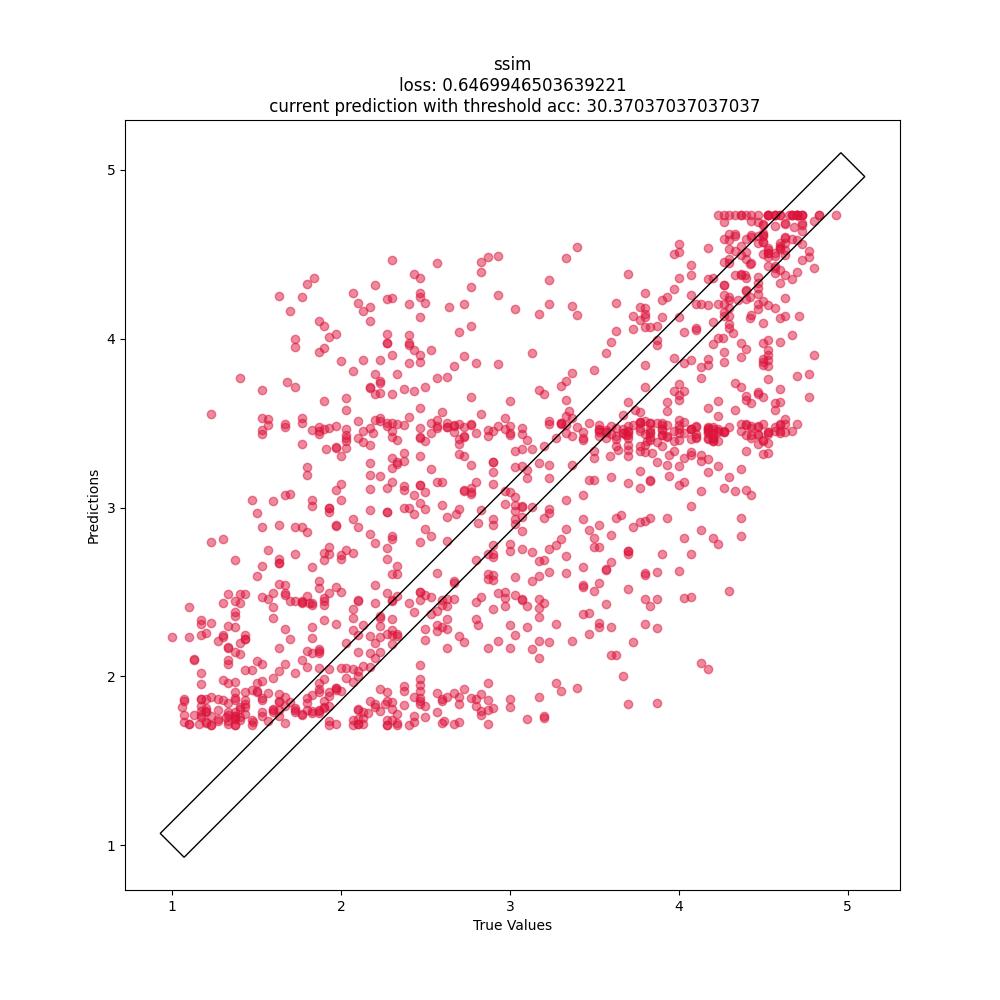 ssim
loss: 0.6469946503639221
current prediction with threshold acc: 30.37037037037037
5
4
3
2
1
Predictions
1 2 3 4 5
True Values